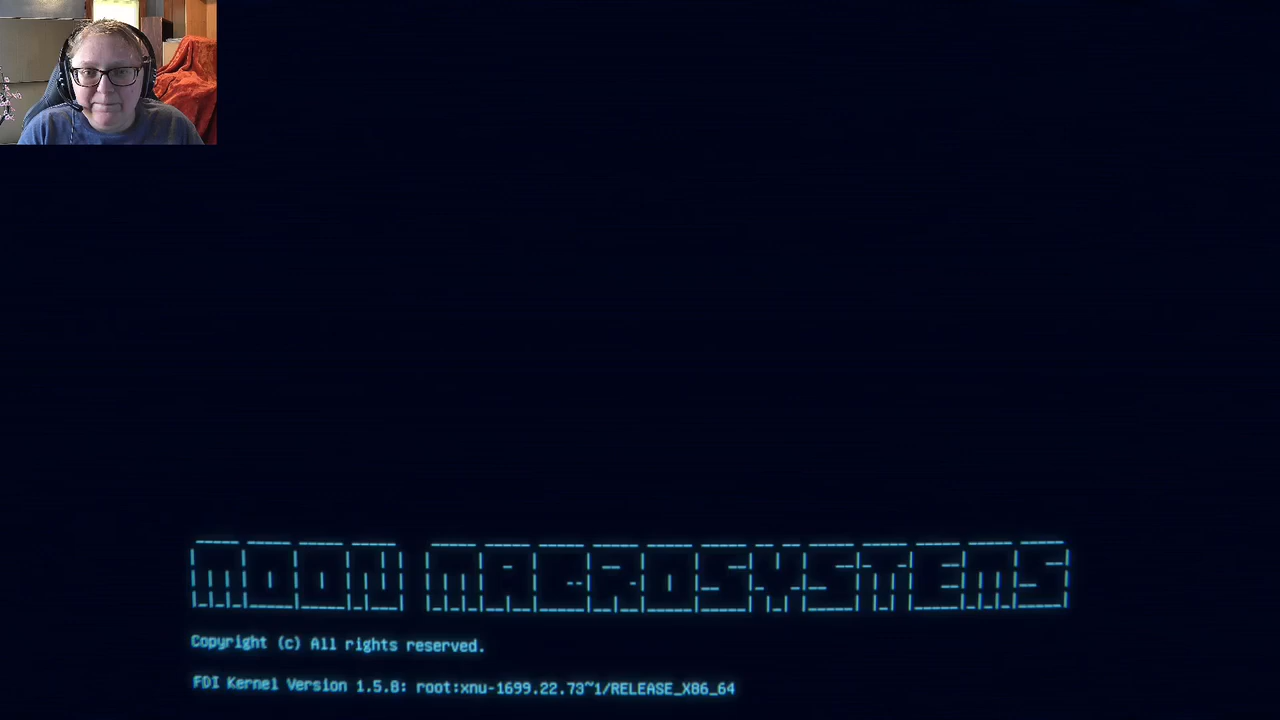 MOON MACROSYSTEMS
Copyright (c) All rights reserved.
FDI Kernel Version 1.5.8: root:xnu-1699.22.73~1/RELEASE_X86_64